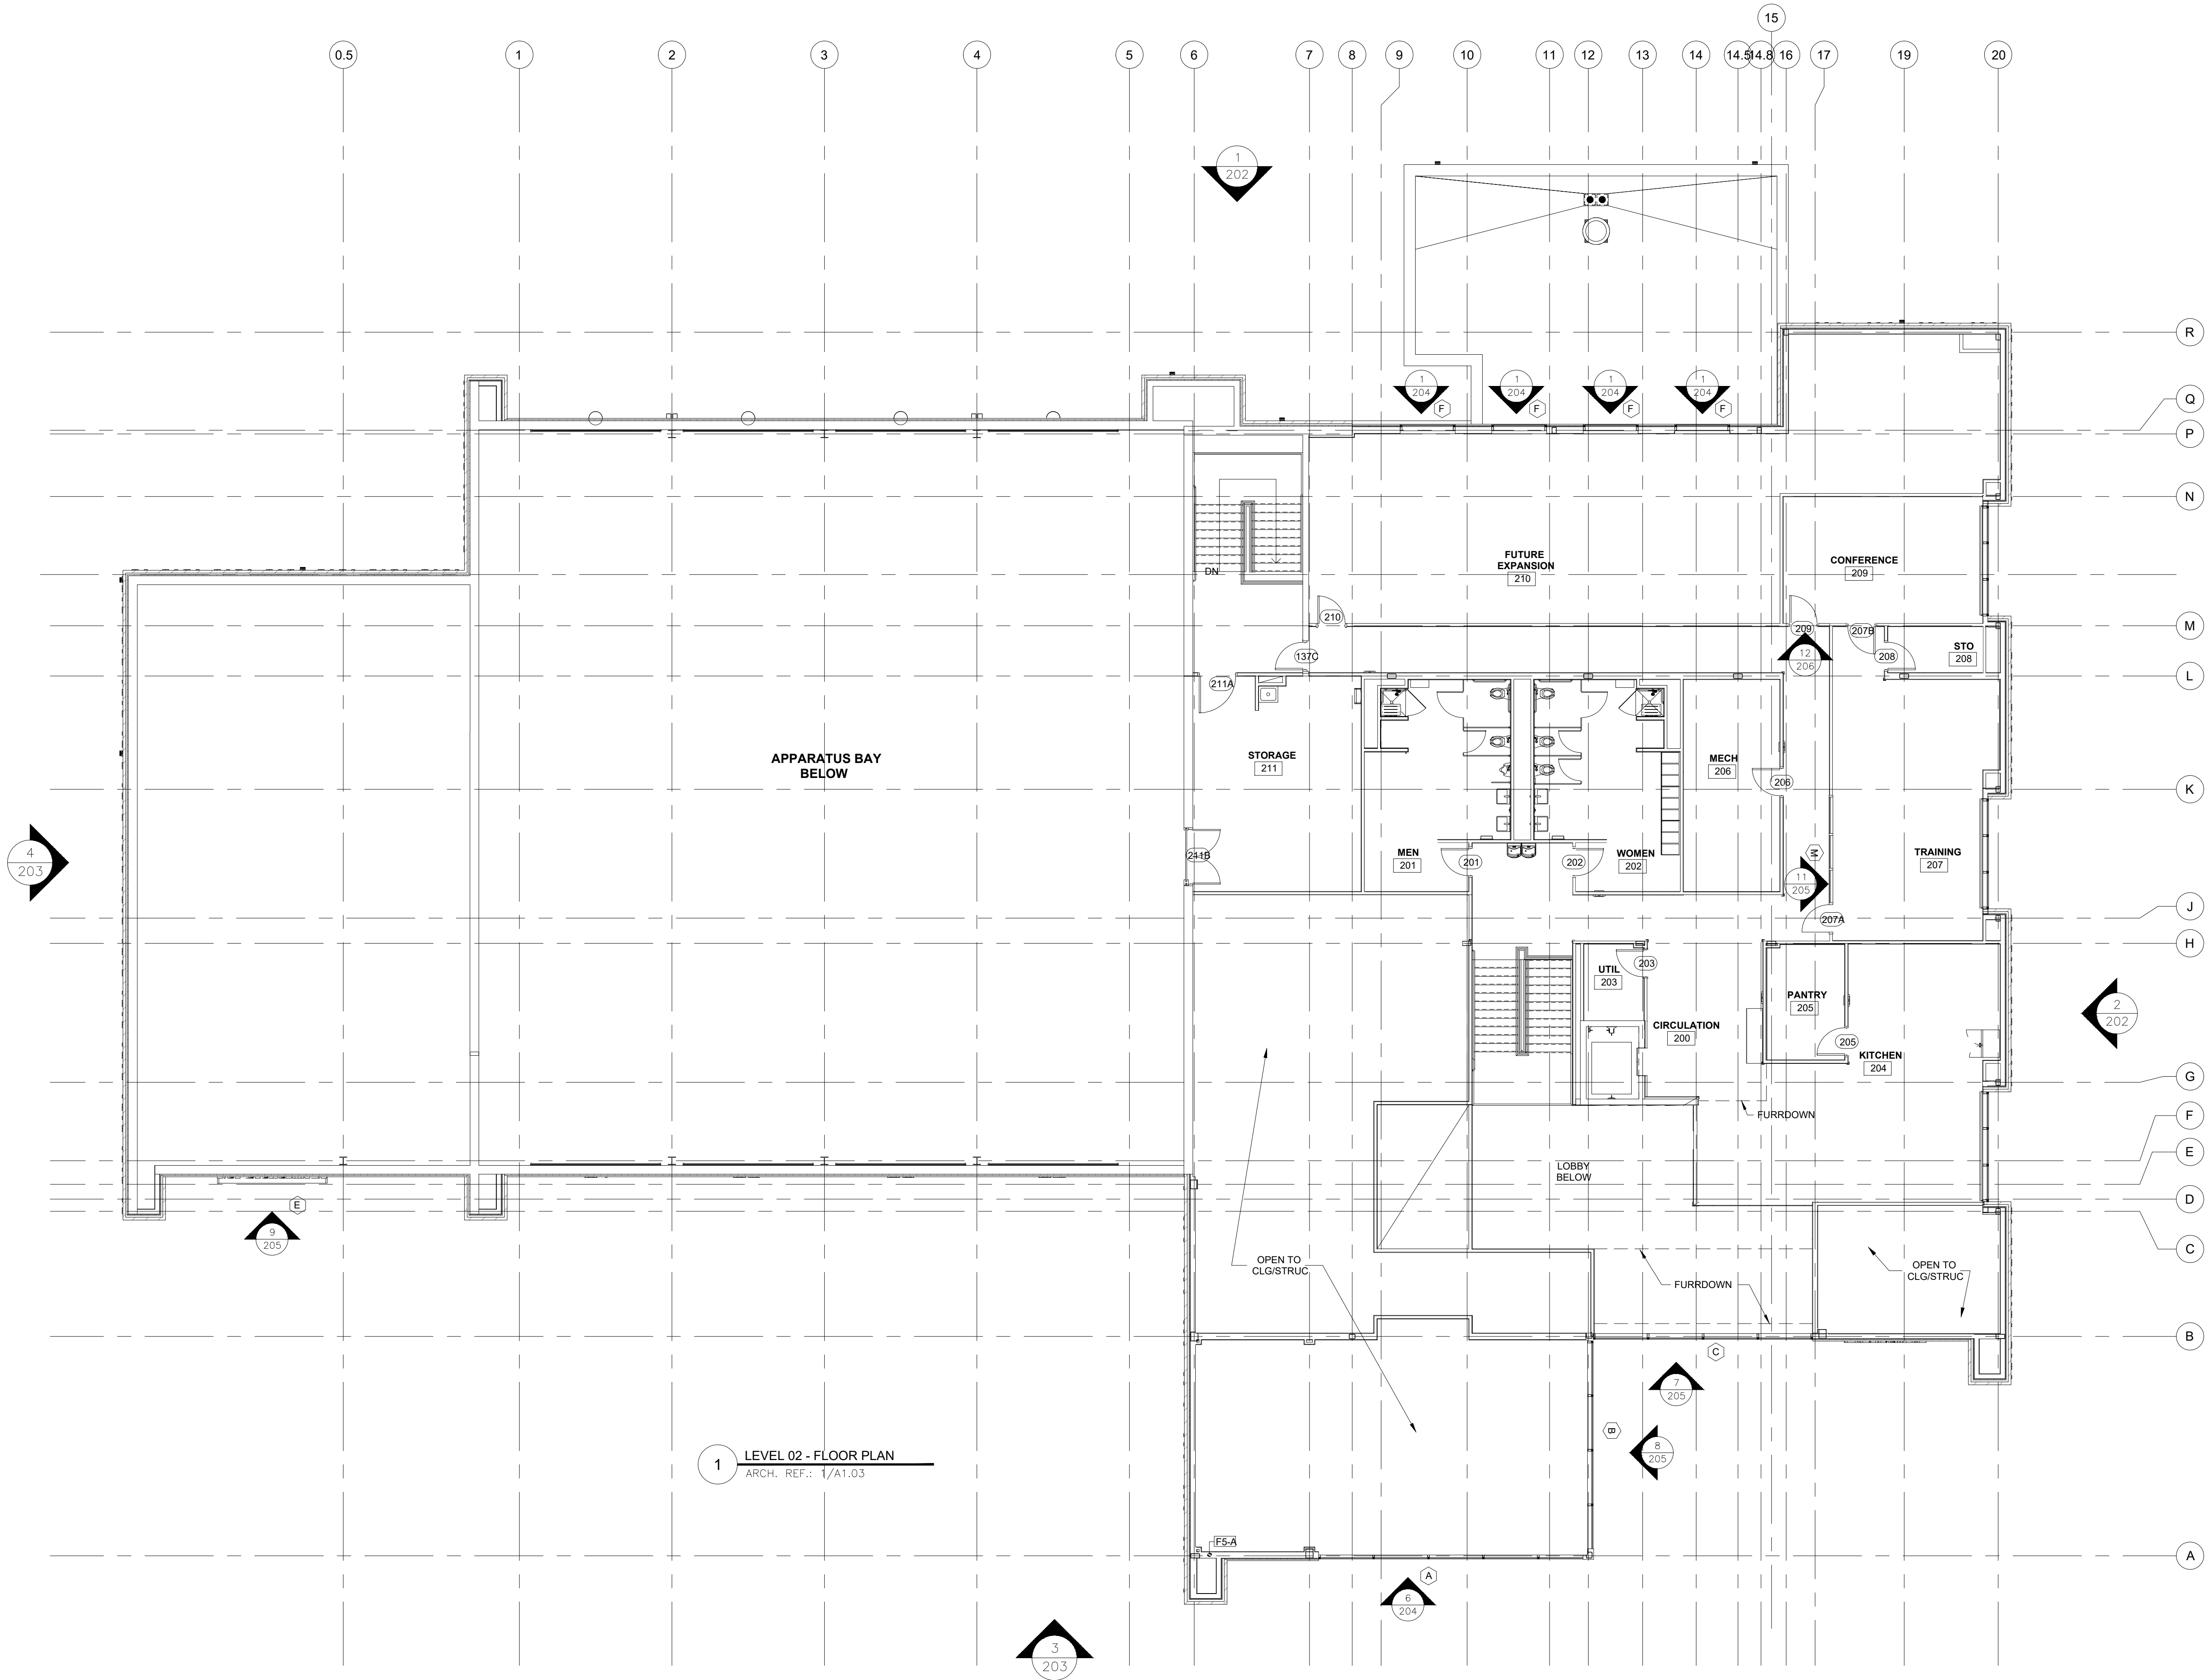 15
0.5 1 2 3 4 5 6 7 8 9 10 11 12 13 14 14.5 14.8 16 17 19 20
1
202
R
1 1 1 1
204 204 204 204
F F F F
Q
P
N
FUTURE
EXPANSION
210
CONFERENCE
209
DN
210
M
209
207B
137C
12
206
208
STO
208
L
211A
STORAGE
211
APPARATUS BAY
BELOW
MECH
206
206
K
4
203
211B
MEN
201
201
202
WOMEN
202
M
TRAINING
207
11
205
J
207A
H
UTIL
203
203
PANTRY
205
2
202
CIRCULATION
200
205
KITCHEN
204
G
FURRDOWN
F
E
LOBBY
BELOW
D
E
9
205
C
OPEN TO
CLG/STRUC
OPEN TO
CLG/STRUC
FURRDOWN
B
C
7
205
B
8
205
1
LEVEL 02 - FLOOR PLAN
ARCH. REF.: 1/A1.03
F5-A
A
A
6
204
3
203